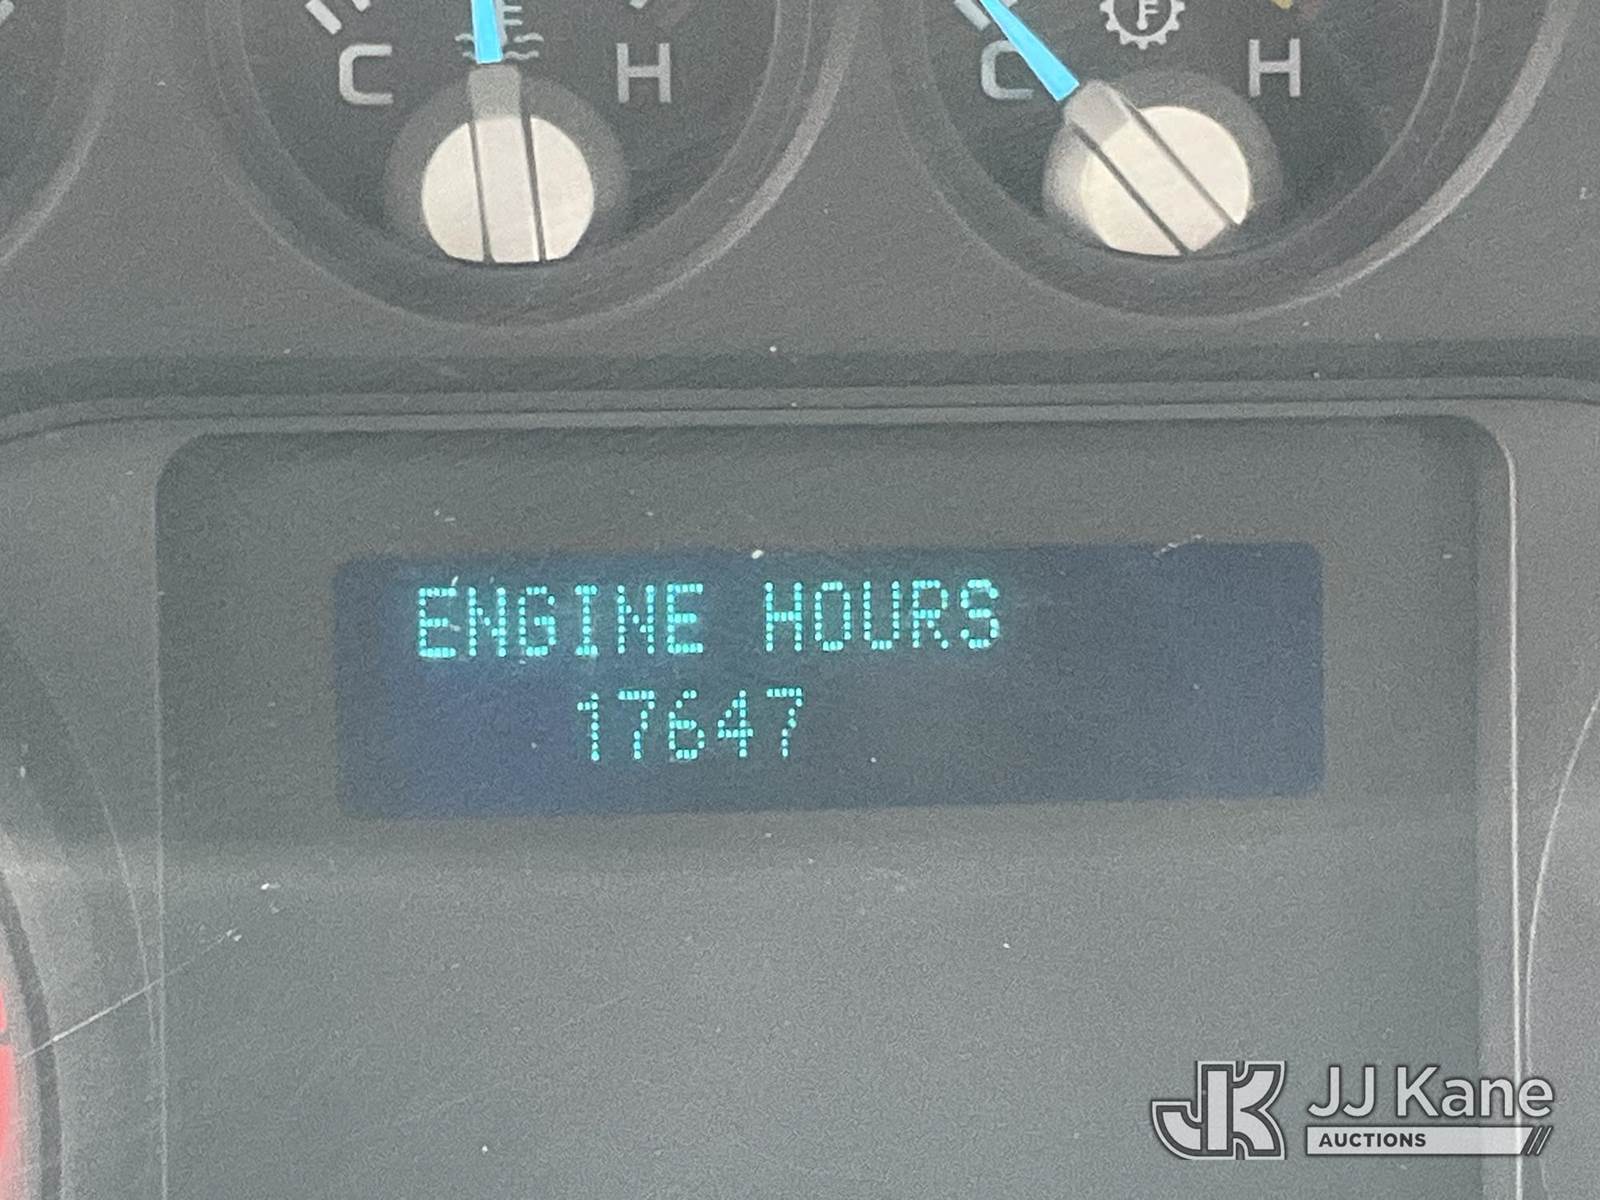 C H
C F H
ENGINE HOURS
17647
JK JJ Kane
AUCTIONS